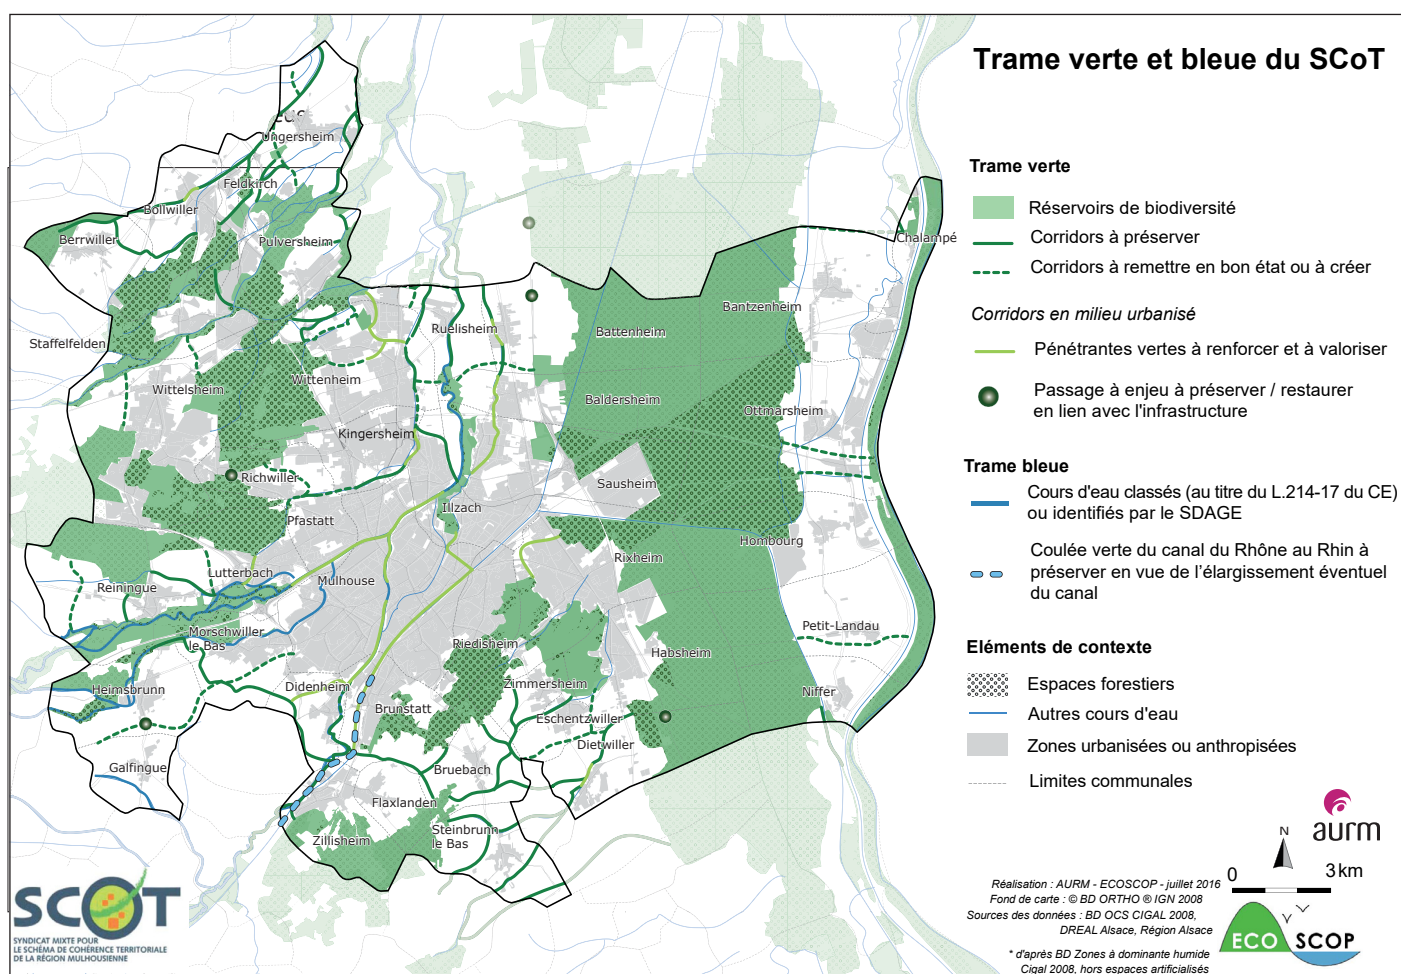 Trame verte et bleue du SCoT
Trame verte
Réservoirs de biodiversité
Corridors à préserver
Corridors à remettre en bon état ou à créer
Corridors en milieu urbanisé
Pénétrantes vertes à renforcer et à valoriser
Passage à enjeu à préserver / restaurer
en lien avec l'infrastructure
Trame bleue
Cours d'eau classés (au titre du L.214-17 du CE)
ou identifiés par le SDAGE
Coulée verte du canal du Rhône au Rhin à
préserver en vue de l'élargissement éventuel
du canal
Eléments de contexte
Espaces forestiers
Autres cours d'eau
Zones urbanisées ou anthropisées
Limites communales
Ungersheim
Feldkirch
Bollwiller
Berrwiller
Pulversheim
Chalampé
Staffelfelden
Ruelisheim
Battenheim
Bantzenheim
Wittelsheim
Wittenheim
Baldersheim
Ottmarsheim
Kingersheim
Richwiller
Sausheim
Illzach
Pfastatt
Hombourg
Rixheim
Lutterbach
Mulhouse
Reiningue
Morschwiller
le Bas
Riedisheim
Petit-Landau
Habsheim
Heimsbrunn
Didenheim
Zimmersheim
Niffer
Brunstatt
Eschentzwiller
Dietwiller
Galfingue
Bruebach
Flaxlanden
Zillisheim
Steinbrunn
le Bas
aurm
N
0
3 km
Réalisation : AURM - ECOSCOP - juillet 2016
Fond de carte : © BD ORTHO ® IGN 2008
Sources des données : BD OCS CIGAL 2008,
DREAL Alsace, Région Alsace
* d'après BD Zones à dominante humide
Cigal 2008, hors espaces artificialisés
ECO SCOP
SCOT
SYNDICAT MIXTE POUR
LE SCHÉMA DE COHÉRENCE TERRITORIALE
DE LA RÉGION MULHOUSIENNE